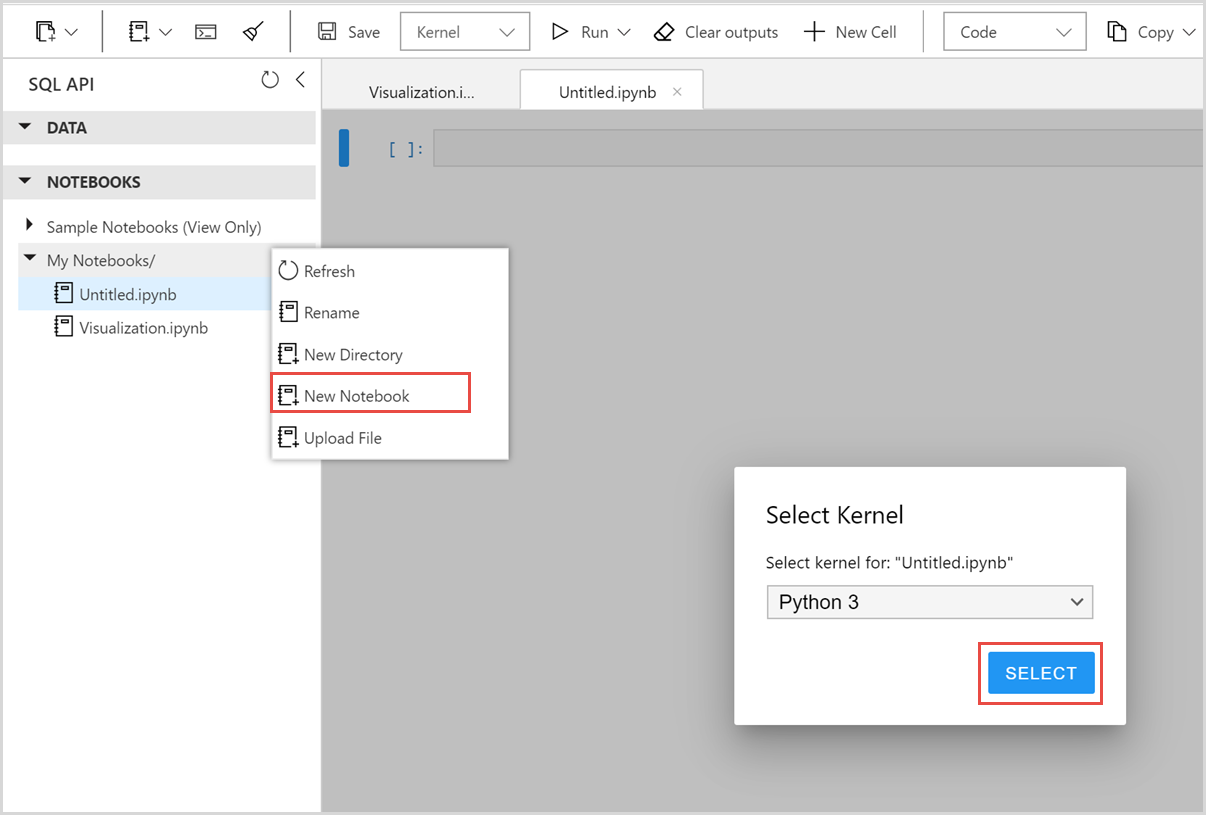 Save Kernel Run Clear outputs New Cell Code Copy
SQL API
Visualization.i... Untitled.ipynb
DATA
[ ]:
NOTEBOOKS
Sample Notebooks (View Only)
My Notebooks/
Untitled.ipynb
Visualization.ipynb
Refresh
Rename
New Directory
New Notebook
Upload File
Select Kernel
Select kernel for: "Untitled.ipynb"
Python 3
SELECT